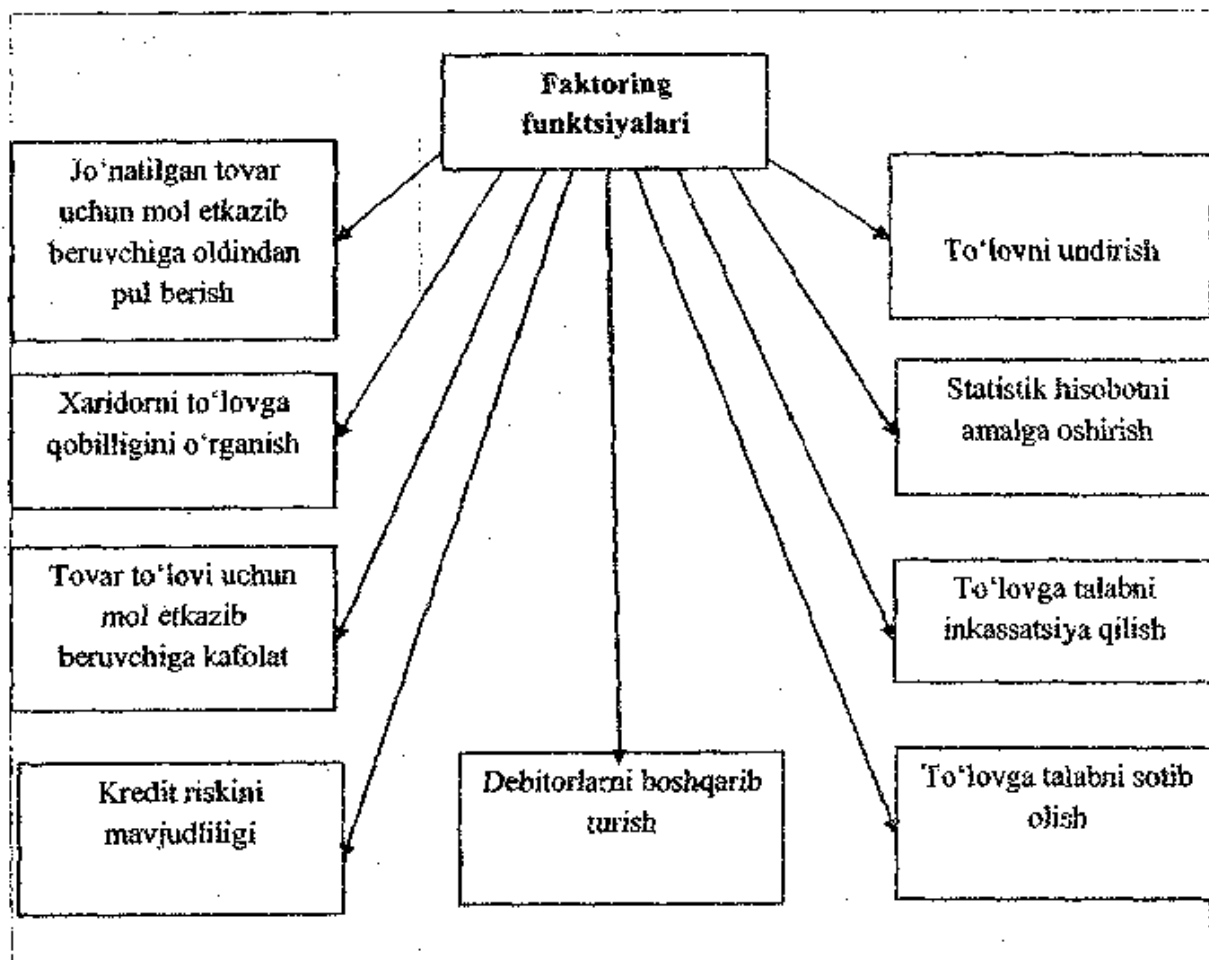 Faktoring
funktsiyalari
Jo‘natilgan tovar
uchun mol etkazib
beruvchiga oldindan
pul berish
To‘lovni undirish
Xaridorni to‘lovga
qobilligini o‘rganish
Statistik hisobotni
amalga oshirish
Tovar to‘lovi uchun
mol etkazib
beruvchiga kafolat
To‘lovga talabni
inkassatsiya qilish
Kredit riskini
mavjudliligi
Debitorlarni boshqarib
turish
To‘lovga talabni sotib
olish